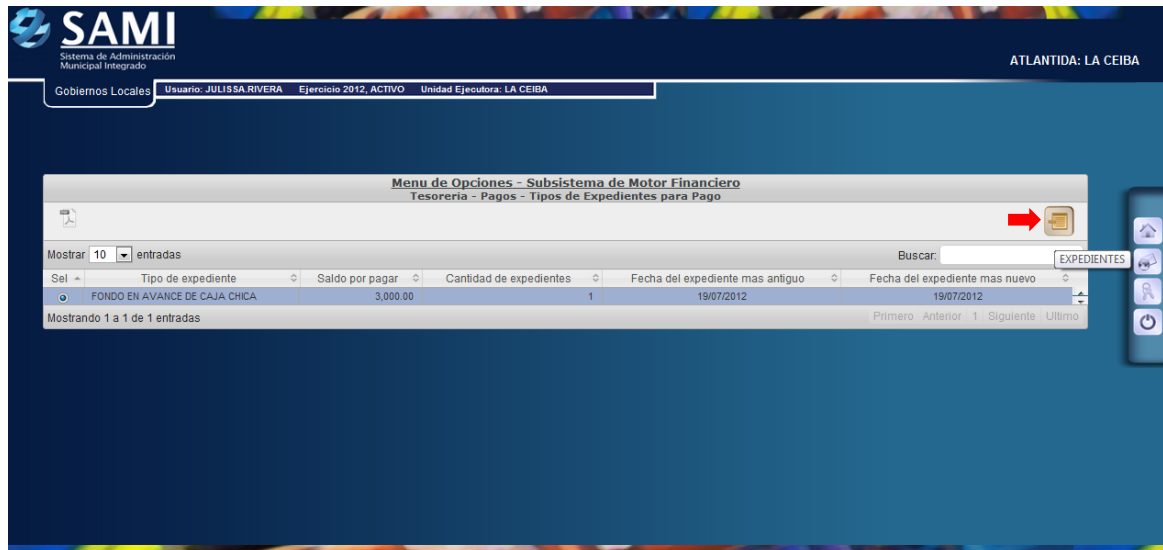 SAMI
Sistema de Administración
Municipal Integrado
ATLANTIDA: LA CEIBA
Gobiernos Locales
Usuario: JULISSA.RIVERA Ejercicio 2012, ACTIVO Unidad Ejecutora: LA CEIBA
Menu de Opciones - Subsistema de Motor Financiero
Tesoreria - Pagos - Tipos de Expedientes para Pago
Mostrar 10 entradas
Buscar:
EXPEDIENTES
Sel Tipo de expediente Saldo por pagar Cantidad de expedientes Fecha del expediente mas antiguo Fecha del expediente mas nuevo
FONDO EN AVANCE DE CAJA CHICA 3,000.00 1 19/07/2012 19/07/2012
Mostrando 1 a 1 de 1 entradas
Primero Anterior 1 Siguiente Ultimo